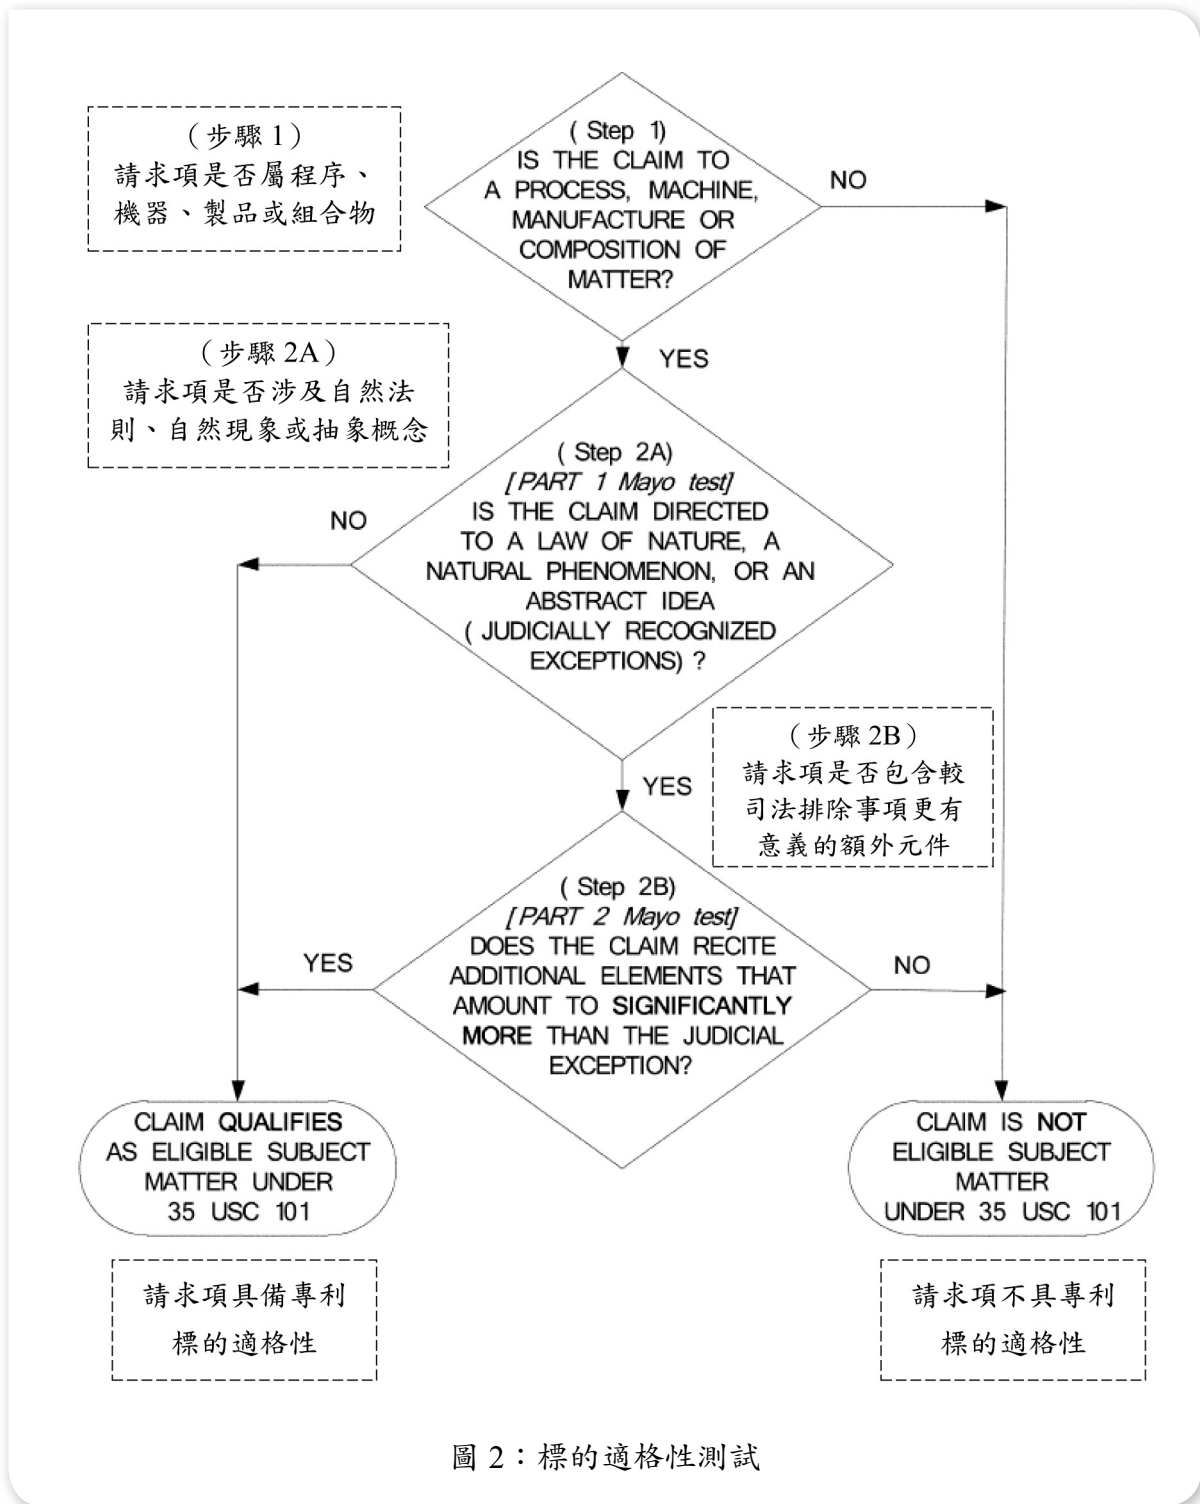 （步驟 1）
請求項是否屬程序、
機器、製品或組合物
( Step 1)
IS THE CLAIM TO
A PROCESS, MACHINE,
MANUFACTURE OR
COMPOSITION OF
MATTER?
NO
YES
（步驟 2A）
請求項是否涉及自然法
則、自然現象或抽象概念
( Step 2A)
[PART 1 Mayo test]
IS THE CLAIM DIRECTED
TO A LAW OF NATURE, A
NATURAL PHENOMENON, OR AN
ABSTRACT IDEA
( JUDICIALLY RECOGNIZED
EXCEPTIONS) ?
NO
YES
（步驟 2B）
請求項是否包含較
司法排除事項更有
意義的額外元件
( Step 2B)
[PART 2 Mayo test]
DOES THE CLAIM RECITE
ADDITIONAL ELEMENTS THAT
AMOUNT TO SIGNIFICANTLY
MORE THAN THE JUDICIAL
EXCEPTION?
YES
NO
CLAIM QUALIFIES
AS ELIGIBLE SUBJECT
MATTER UNDER
35 USC 101
CLAIM IS NOT
ELIGIBLE SUBJECT
MATTER
UNDER 35 USC 101
請求項具備專利
標的適格性
請求項不具專利
標的適格性
圖 2：標的適格性測試